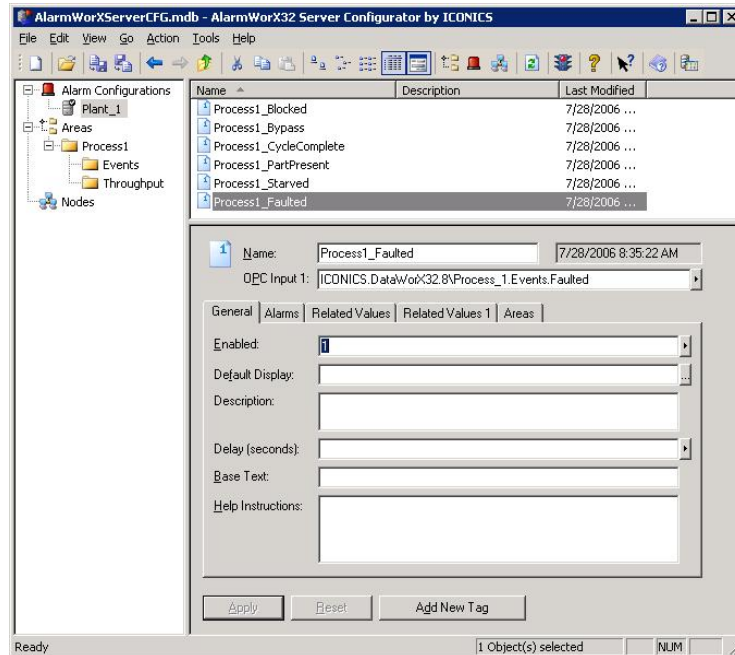 AlarmWorXServerCFG.mdb - AlarmWorX32 Server Configurator by ICONICS
File Edit View Go Action Tools Help
Alarm Configurations
Plant_1
Areas
Process1
Events
Throughput
Nodes
Name Description Last Modified
Process1_Blocked 7/28/2006 ...
Process1_Bypass 7/28/2006 ...
Process1_CycleComplete 7/28/2006 ...
Process1_PartPresent 7/28/2006 ...
Process1_Starved 7/28/2006 ...
Process1_Faulted 7/28/2006 ...
Name: Process1_Faulted 7/28/2006 8:35:22 AM
OPC Input 1: ICONICS.DataWorX32.8\Process_1.Events.Faulted
General Alarms Related Values Related Values 1 Areas
Enabled: 1
Default Display: ...
Description:
Delay (seconds):
Base Text:
Help Instructions:
Apply Reset Add New Tag
Ready 1 Object(s) selected NUM